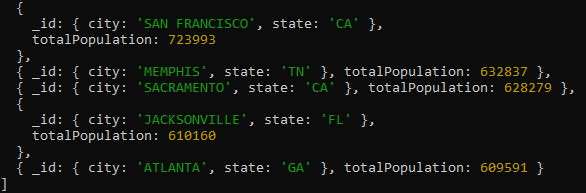 {
_id: { city: 'SAN FRANCISCO', state: 'CA' },
totalPopulation: 723993
},
{ _id: { city: 'MEMPHIS', state: 'TN' }, totalPopulation: 632837 },
{ _id: { city: 'SACRAMENTO', state: 'CA' }, totalPopulation: 628279 },
{
_id: { city: 'JACKSONVILLE', state: 'FL' },
totalPopulation: 610160
},
{ _id: { city: 'ATLANTA', state: 'GA' }, totalPopulation: 609591 }
]